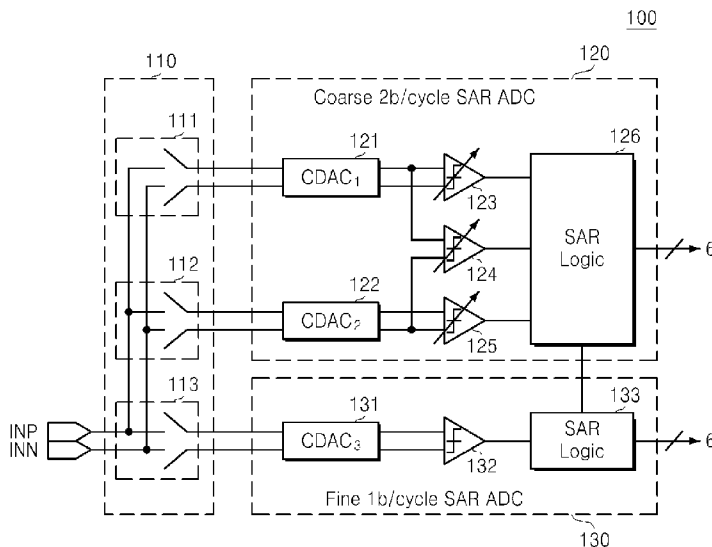 100
110
120
Coarse 2b/cycle SAR ADC
111
121
126
CDAC₁
123
SAR
Logic
6
124
112
122
CDAC₂
125
113
131
133
INP
INN
CDAC₃
132
SAR
Logic
6
Fine 1b/cycle SAR ADC
130